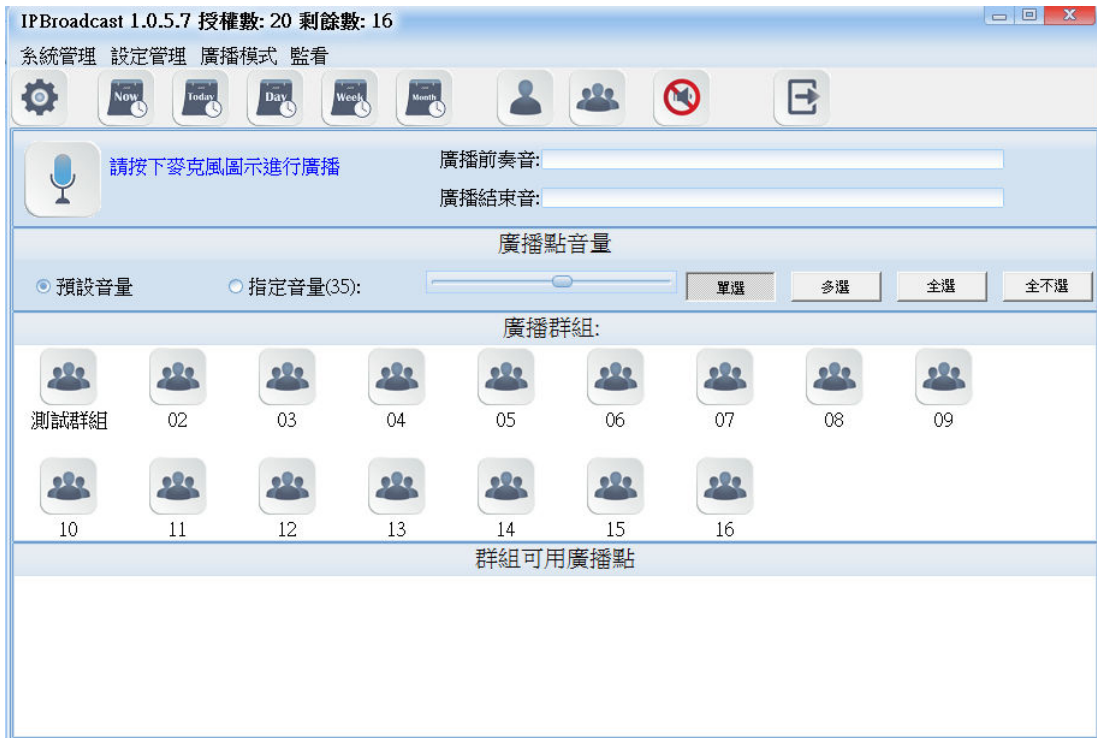 IPBroadcast 1.0.5.7 授權數: 20 剩餘數: 16
系統管理 設定管理 廣播模式 監看
Now Today Day Week Month
請按下麥克風圖示進行廣播
廣播前奏音:
廣播結束音:
廣播點音量
預設音量 指定音量(35): 單選 多選 全選 全不選
廣播群組:
測試群組 02 03 04 05 06 07 08 09
10 11 12 13 14 15 16
群組可用廣播點